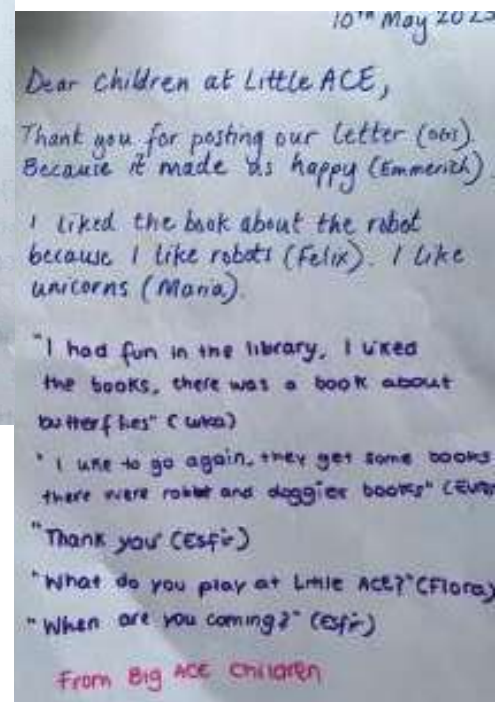 10th May 2023
Dear children at Little ACE,
Thank you for posting our letter
Because it made us happy (Emmerich).
I liked the book about the robot
because I like robots (Felix). I like
unicorns (Maria).
"I had fun in the library, I liked
the books, there was a book about
butterflies" (Luka)
"I like to go again, they get some books
there were and doggies books"
"Thank you" (Esfir)
"What do you play at Little ACE?" (Flora)
"When are you coming?" (Esfir)
From Big ACE Children